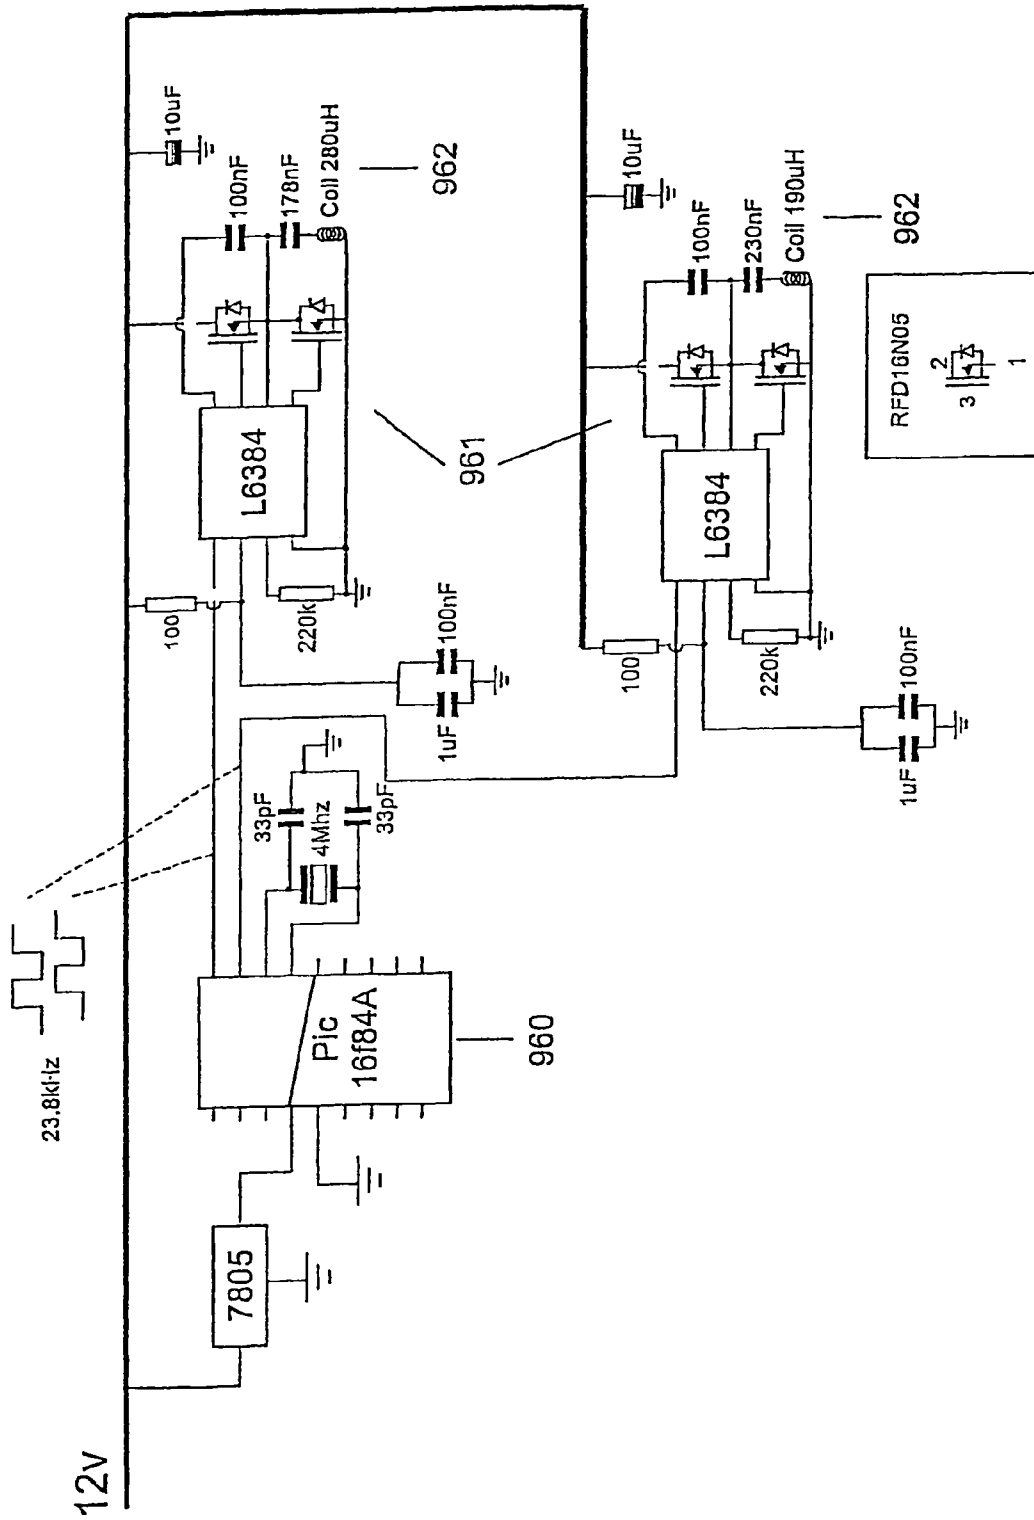 12v
23.8kHz
7805
Pic
16f84A
960
33pF
4Mhz
33pF
100
220k
1uF
100nF
L6384
10uF
100nF
178nF
Coil 280uH
962
961
100
220k
1uF
100nF
L6384
10uF
100nF
230nF
Coil 190uH
962
RFD16N05
3
2
1